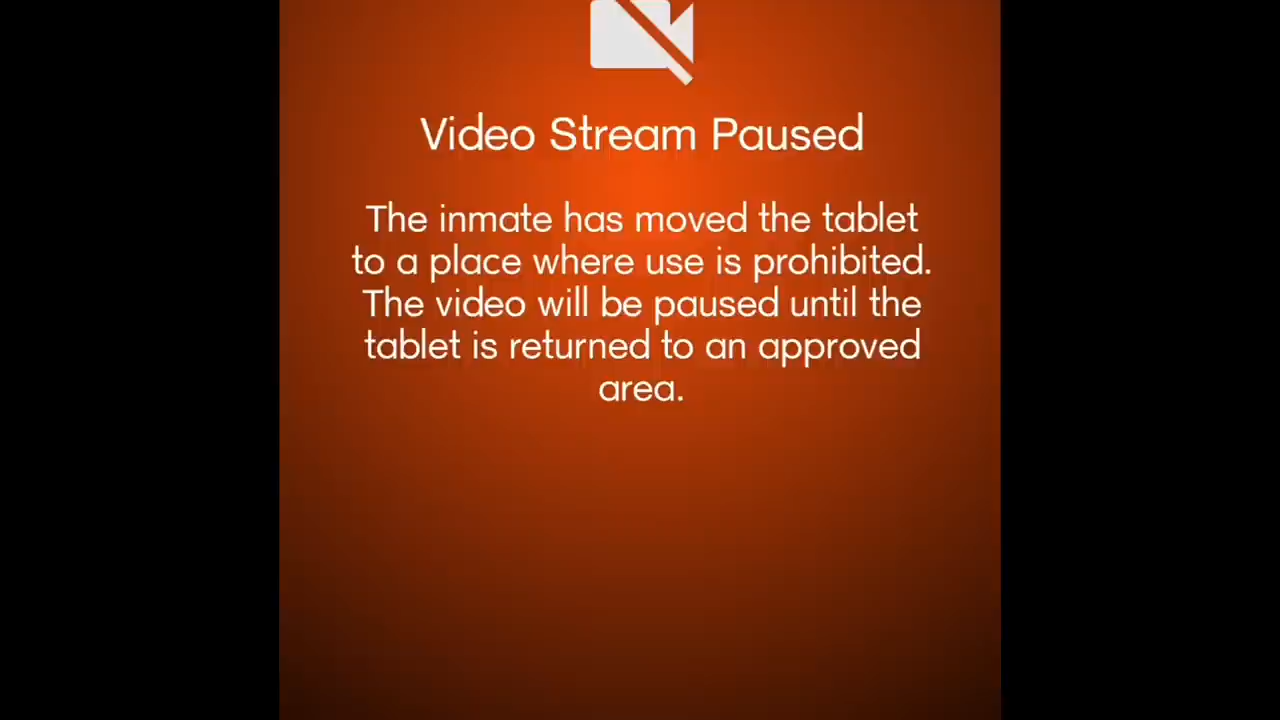 Video Stream Paused
The inmate has moved the tablet
to a place where use is prohibited.
The video will be paused until the
tablet is returned to an approved
area.